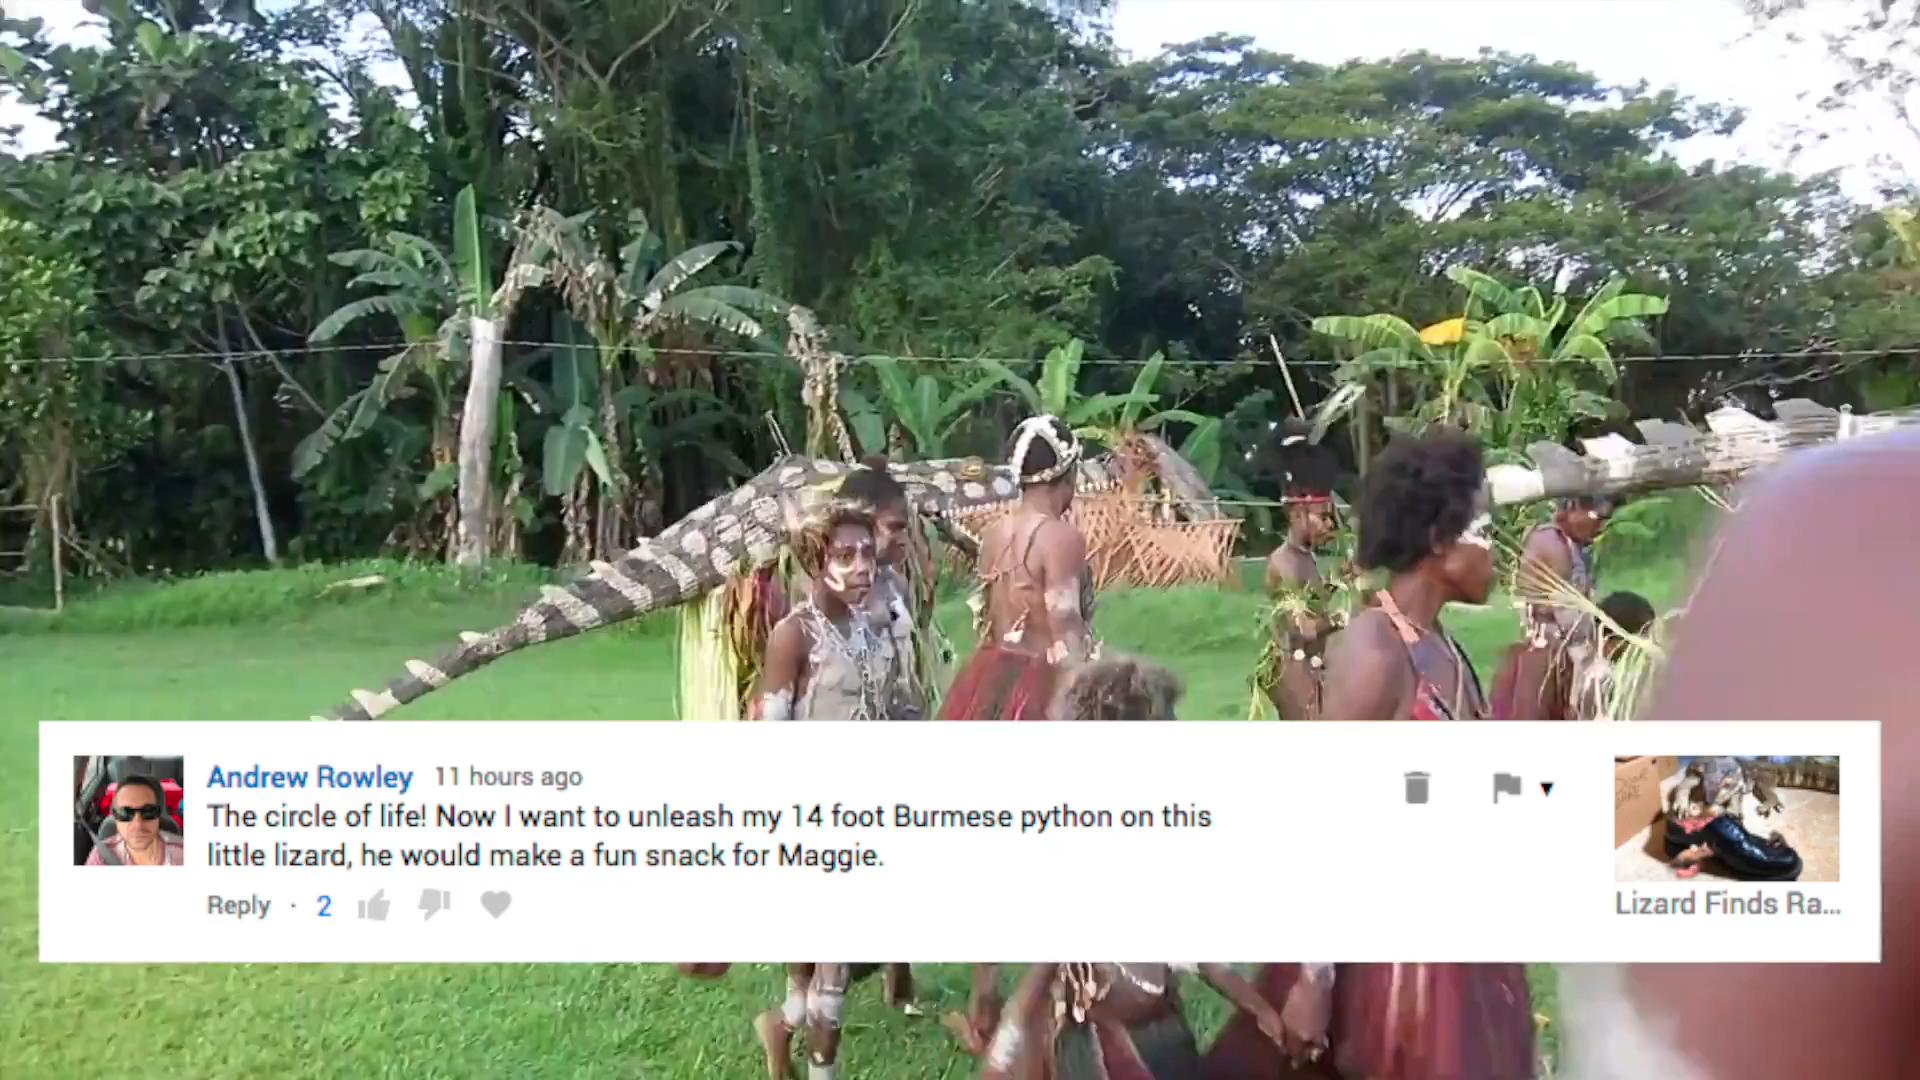 Andrew Rowley 11 hours ago
The circle of life! Now I want to unleash my 14 foot Burmese python on this
little lizard, he would make a fun snack for Maggie.
Reply · 2
Lizard Finds Ra...